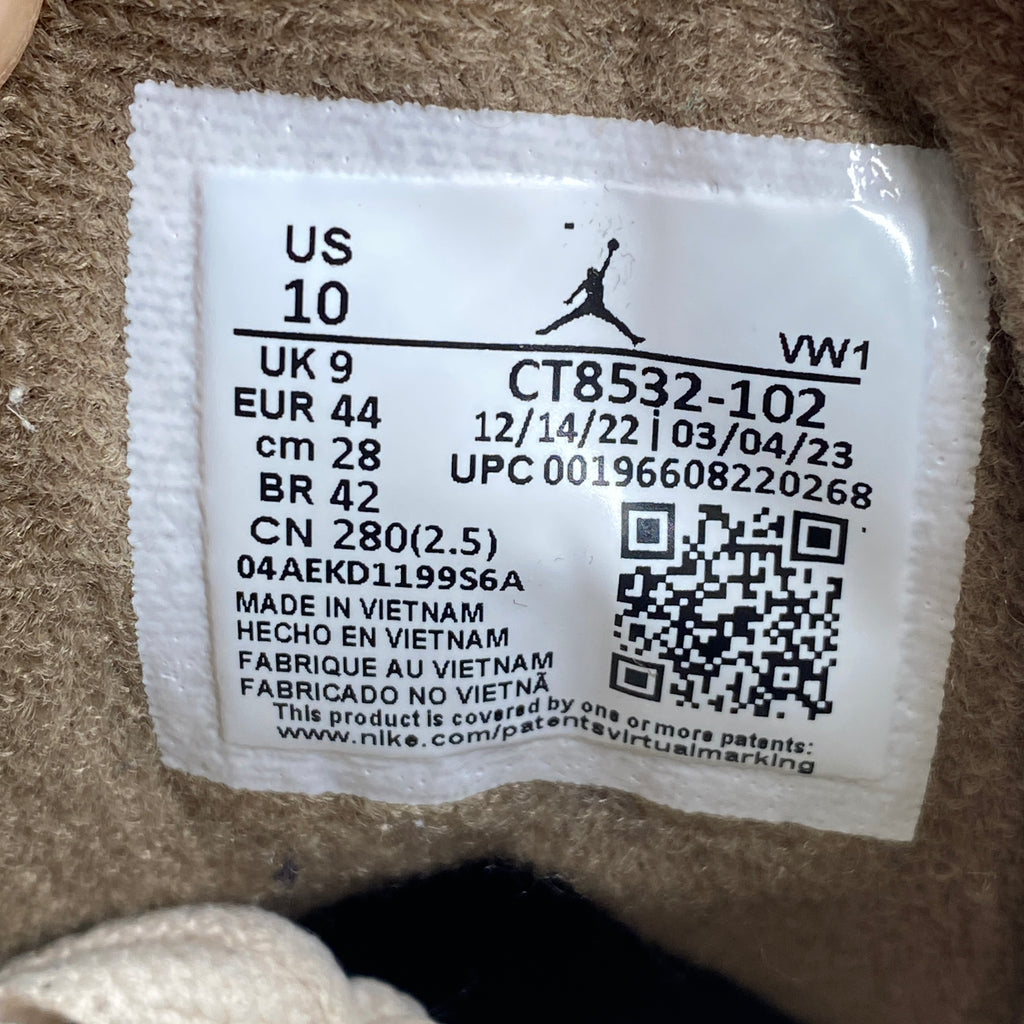 US
10
VW1
UK 9
EUR 44
cm 28
BR 42
CN 280(2.5)
CT8532-102
12/14/22 | 03/04/23
UPC 00196608220268
04AEKD1199S6A
MADE IN VIETNAM
HECHO EN VIETNAM
FABRIQUE AU VIETNAM
FABRICADO NO VIETNÃ
This product is covered by one or more patents:
www.nike.com/patentsvirtualmarking